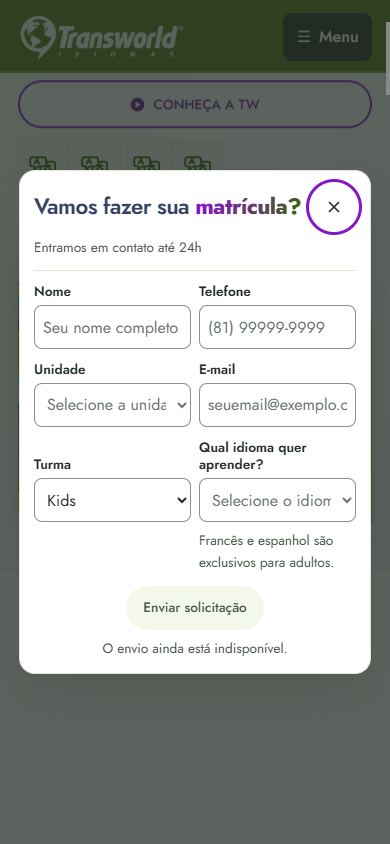 Transworld
IDIOMAS
☰ Menu
CONHEÇA A TW
Vamos fazer sua matrícula?
×
Entramos em contato até 24h
Nome
Telefone
Seu nome completo
(81) 99999-9999
Unidade
E-mail
Selecione a unida
seuemail@exemplo.c
Turma
Qual idioma quer
aprender?
Kids
Selecione o idiom
Francês e espanhol são
exclusivos para adultos.
Enviar solicitação
O envio ainda está indisponível.